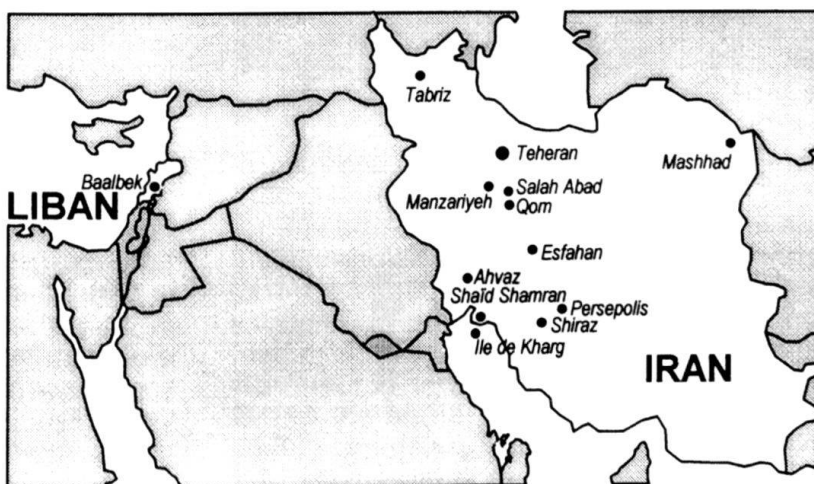 Tabriz
Teheran
Mashhad
Baalbek
Manzariyeh
Salah Abad
LIBAN
Qom
Esfahan
Ahvaz
Shaïd Shamran
Persepolis
Shiraz
Ile de Kharg
IRAN